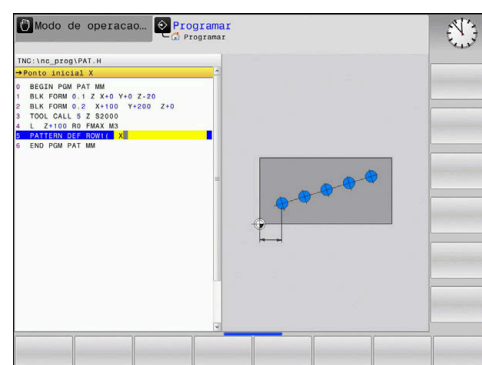 Modo de operacao...
Programar
Programar
TNC:\nc_prog\PAT.H
→Ponto inicial X
0 BEGIN PGM PAT MM
1 BLK FORM 0.1 Z X+0 Y+0 Z-20
2 BLK FORM 0.2 X+100 Y+200 Z+0
3 TOOL CALL 5 Z S2000
4 L Z+100 R0 FMAX M3
5 PATTERN DEF ROW1( X
6 END PGM PAT MM